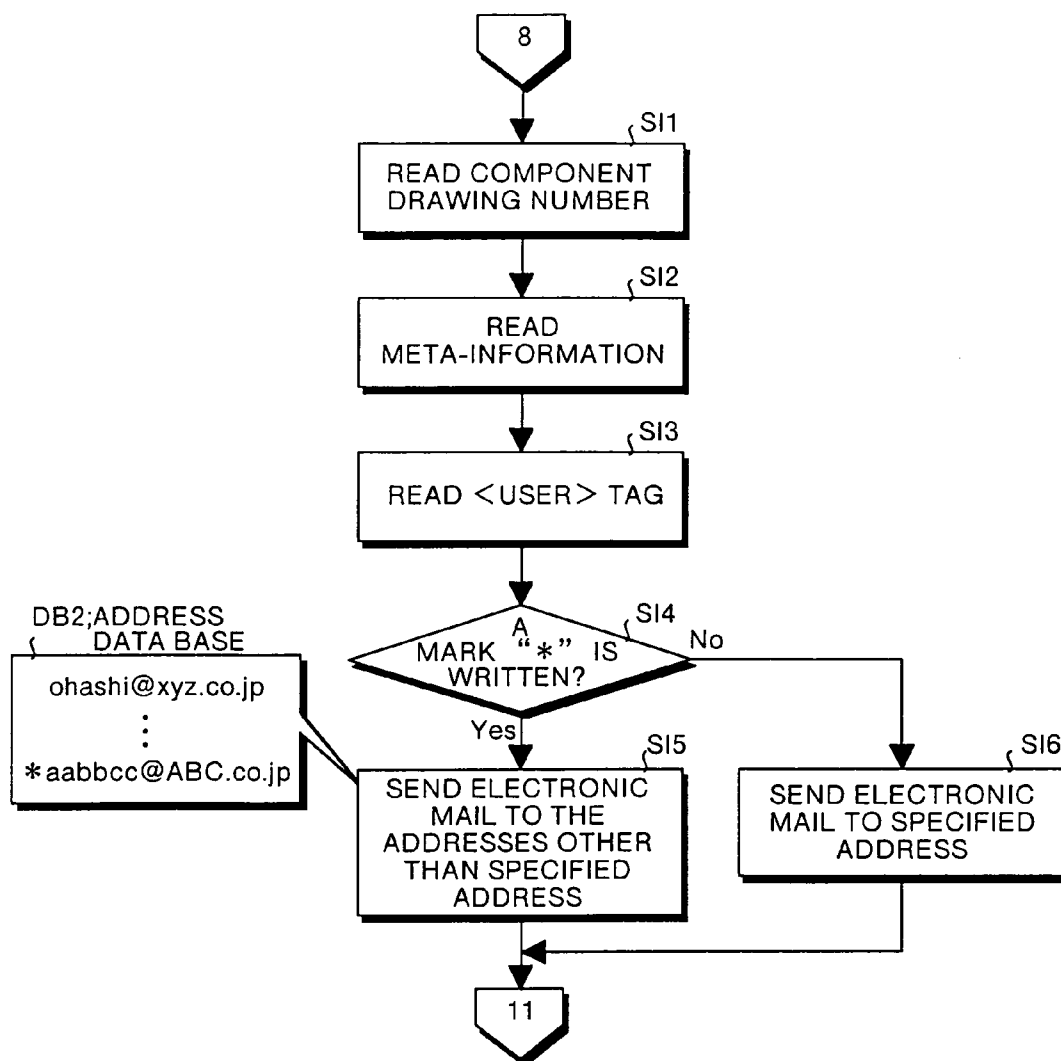 8
SI1
READ COMPONENT
DRAWING NUMBER
SI2
READ
META-INFORMATION
SI3
READ <USER> TAG
DB2;ADDRESS
DATA BASE
ohashi@xyz.co.jp
⋮
*aabbcc@ABC.co.jp
SI4
A
MARK "*" IS
WRITTEN?
No
Yes
SI5
SEND ELECTRONIC
MAIL TO THE
ADDRESSES OTHER
THAN SPECIFIED
ADDRESS
SI6
SEND ELECTRONIC
MAIL TO SPECIFIED
ADDRESS
11